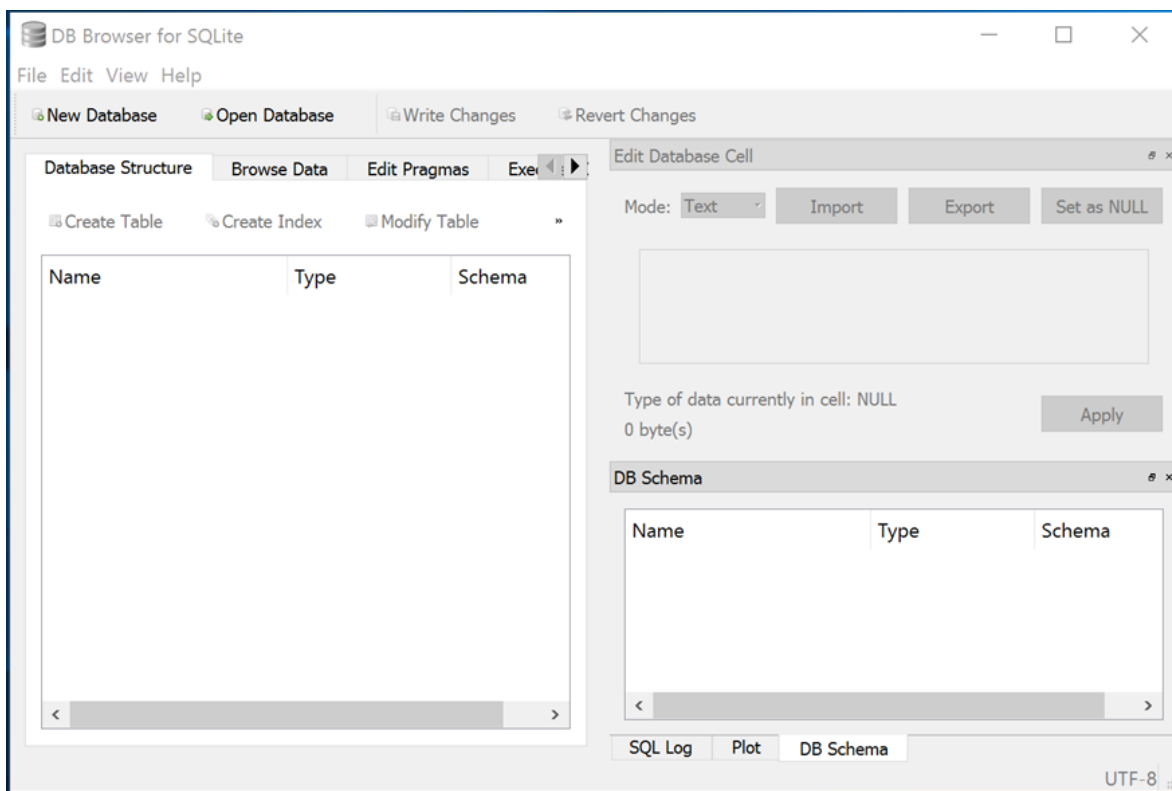 DB Browser for SQLite
File Edit View Help
New Database Open Database Write Changes Revert Changes
Database Structure Browse Data Edit Pragmas
Create Table Create Index Modify Table »
Name Type Schema
Edit Database Cell
Mode: Text Import Export Set as NULL
Type of data currently in cell: NULL
0 byte(s)
Apply
DB Schema
Name Type Schema
SQL Log Plot DB Schema
UTF-8